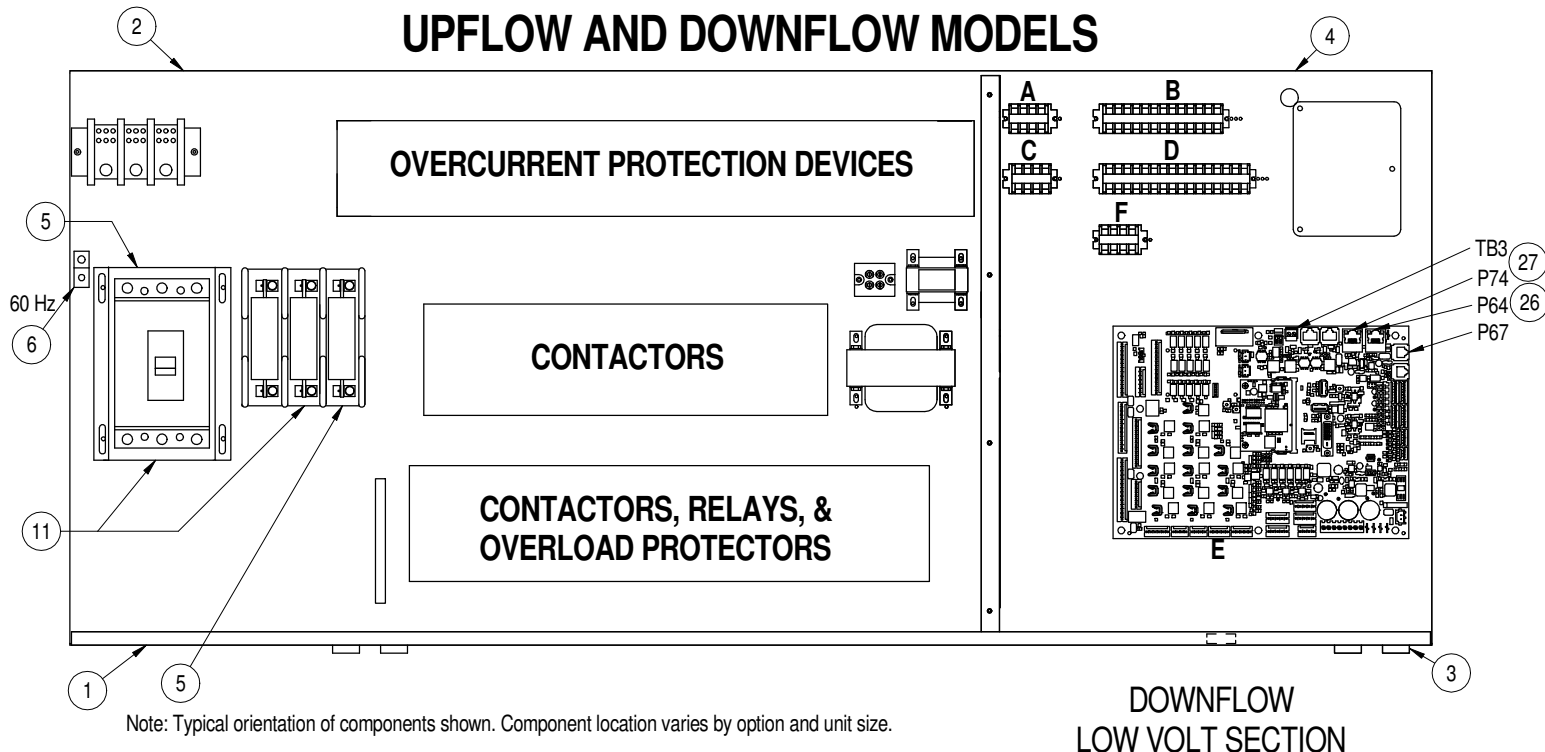 UPFLOW AND DOWNFLOW MODELS
2
4
A
B
OVERCURRENT PROTECTION DEVICES
C
D
F
5
TB3
27
P74
60 Hz
P64
26
6
P67
CONTACTORS
CONTACTORS, RELAYS, &
OVERLOAD PROTECTORS
11
E
1
5
3
Note: Typical orientation of components shown. Component location varies by option and unit size.
DOWNFLOW
LOW VOLT SECTION